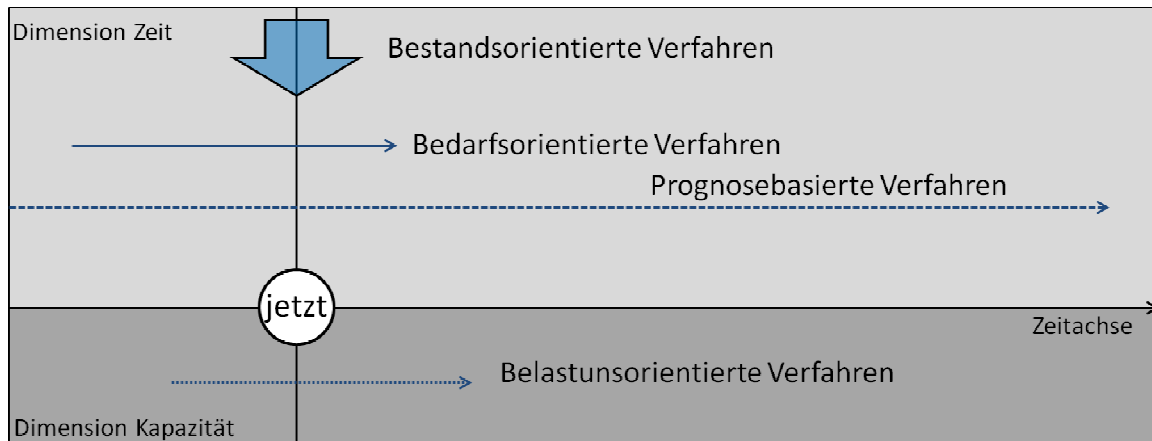 Dimension Zeit
Bestandsorientierte Verfahren
Bedarfsorientierte Verfahren
Prognosebasierte Verfahren
jetzt
Zeitachse
Belastunsorientierte Verfahren
Dimension Kapazität